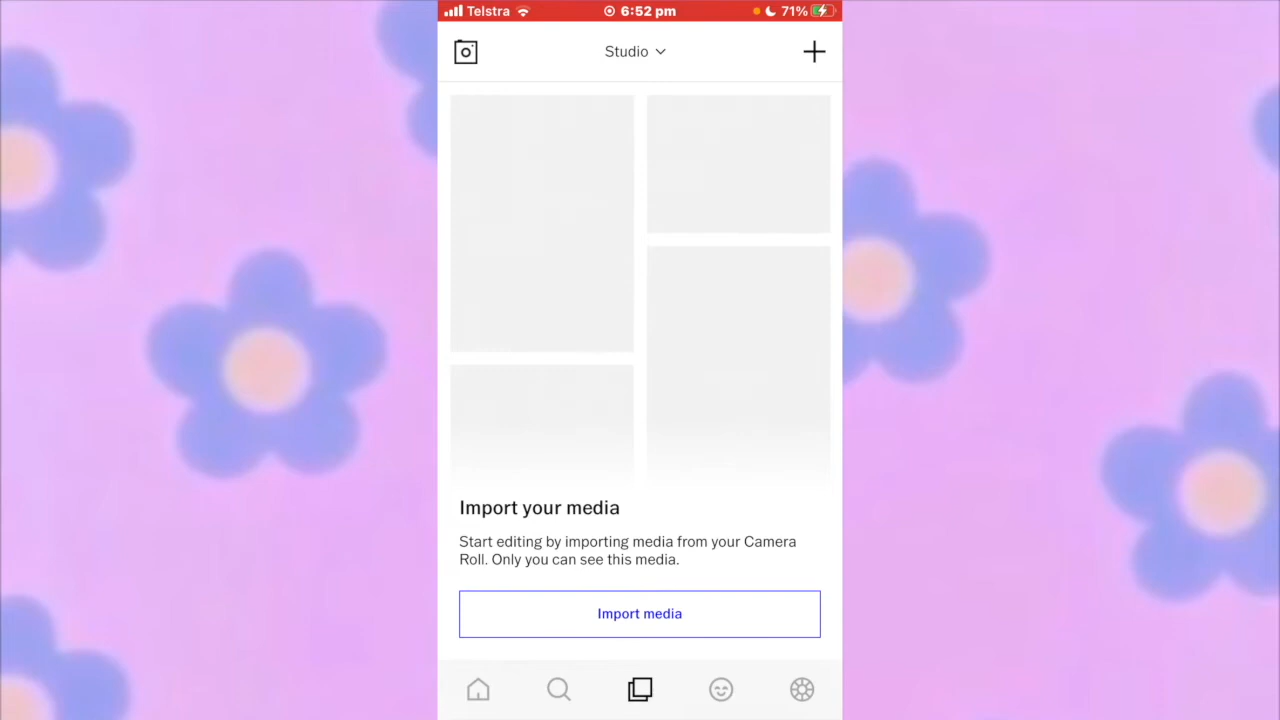 Telstra 6:52 pm 71%
Studio
Import your media
Start editing by importing media from your Camera
Roll. Only you can see this media.
Import media